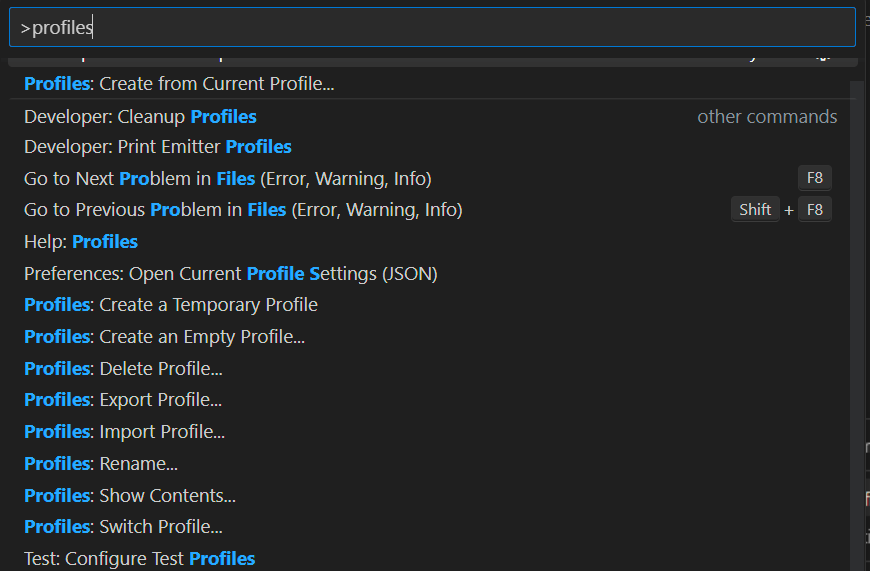 >profiles
Profiles: Create from Current Profile...
Developer: Cleanup Profiles other commands
Developer: Print Emitter Profiles
Go to Next Problem in Files (Error, Warning, Info) F8
Go to Previous Problem in Files (Error, Warning, Info) Shift + F8
Help: Profiles
Preferences: Open Current Profile Settings (JSON)
Profiles: Create a Temporary Profile
Profiles: Create an Empty Profile...
Profiles: Delete Profile...
Profiles: Export Profile...
Profiles: Import Profile...
Profiles: Rename...
Profiles: Show Contents...
Profiles: Switch Profile...
Test: Configure Test Profiles